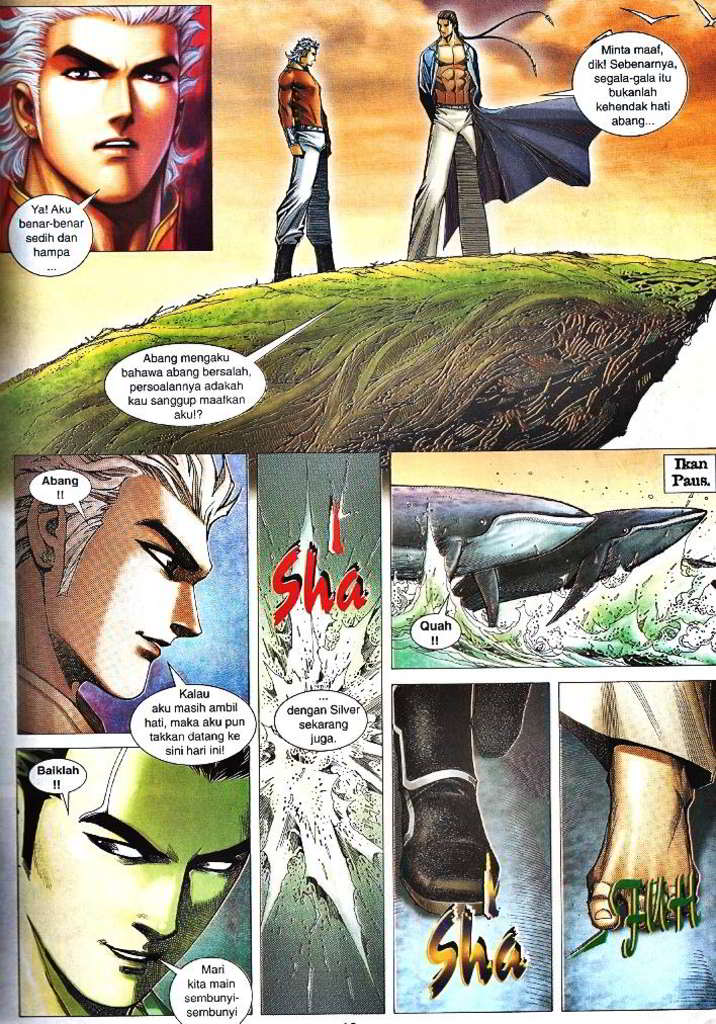 Ya! Aku
benar-benar
sedih dan
hampa
...
Minta maaf,
dik! Sebenarnya,
segala-gala itu
bukanlah
kehendak hati
abang...
Abang mengaku
bahawa abang bersalah,
persoalannya adakah
kau sanggup maafkan
aku!?
Abang
!!
Kalau
aku masih ambil
hati, maka aku pun
takkan datang ke
sini hari ini!
Baiklah
!!
Mari
kita main
sembunyi-
sembunyi
Sha
...
dengan Silver
sekarang
juga.
Ikan
Paus.
Quah
!!
Sha
SHUH